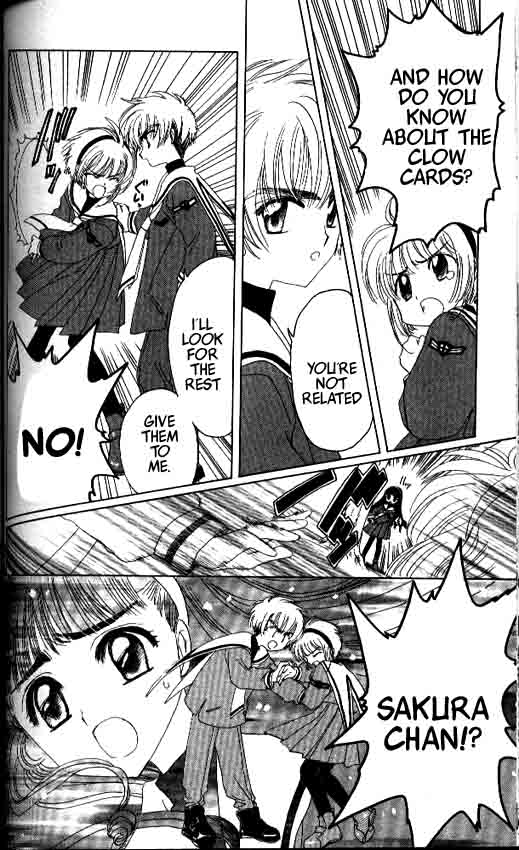 AND HOW
DO YOU
KNOW
ABOUT THE
CLOW
CARDS?
YOU'RE
NOT
RELATED
I'LL
LOOK
FOR THE
REST
GIVE
THEM
TO ME.
NO!
SAKURA
CHAN!?